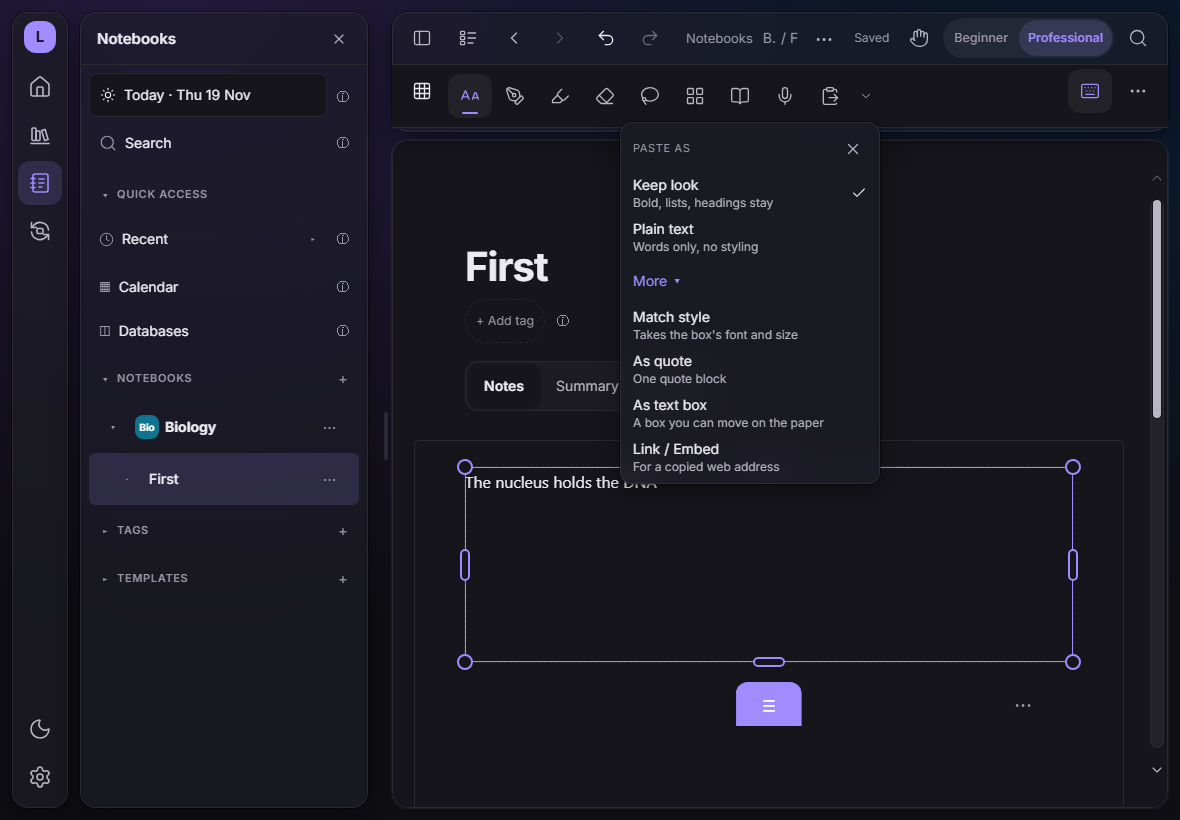 L
Notebooks
Today · Thu 19 Nov
Search
QUICK ACCESS
Recent
Calendar
Databases
NOTEBOOKS
Bio Biology
First
TAGS
TEMPLATES
Notebooks B. / F
Saved
Beginner
Professional
AA
First
+ Add tag
Notes
Summary
PASTE AS
Keep look
Bold, lists, headings stay
Plain text
Words only, no styling
More
Match style
Takes the box's font and size
As quote
One quote block
As text box
A box you can move on the paper
Link / Embed
For a copied web address
The nucleus holds the DNA